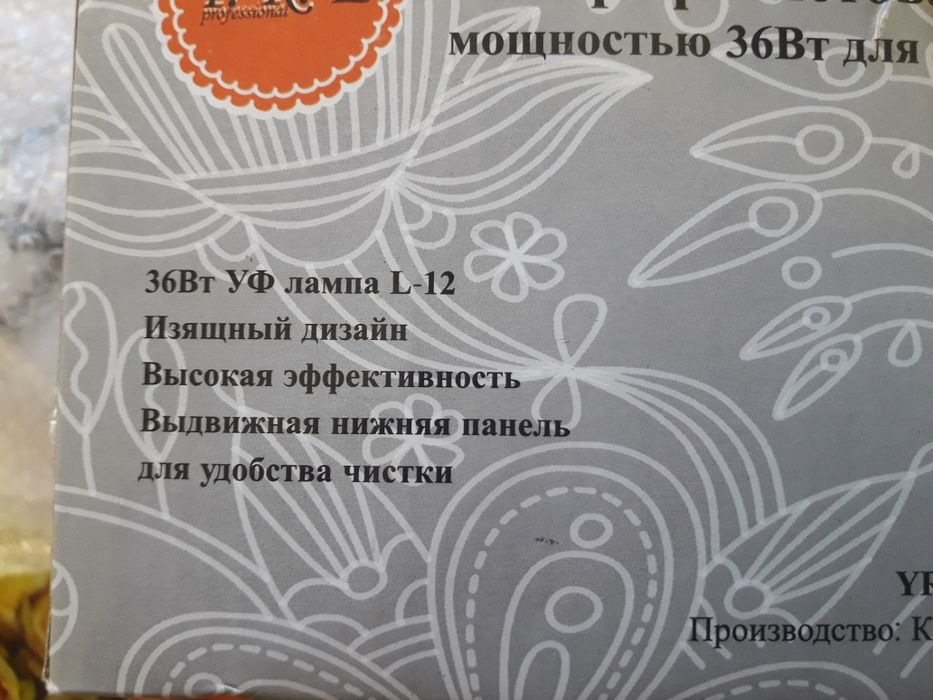 professional
мощностью 36Вт для
36Вт УФ лампа L-12
Изящный дизайн
Высокая эффективность
Выдвижная нижняя панель
для удобства чистки
Производство: